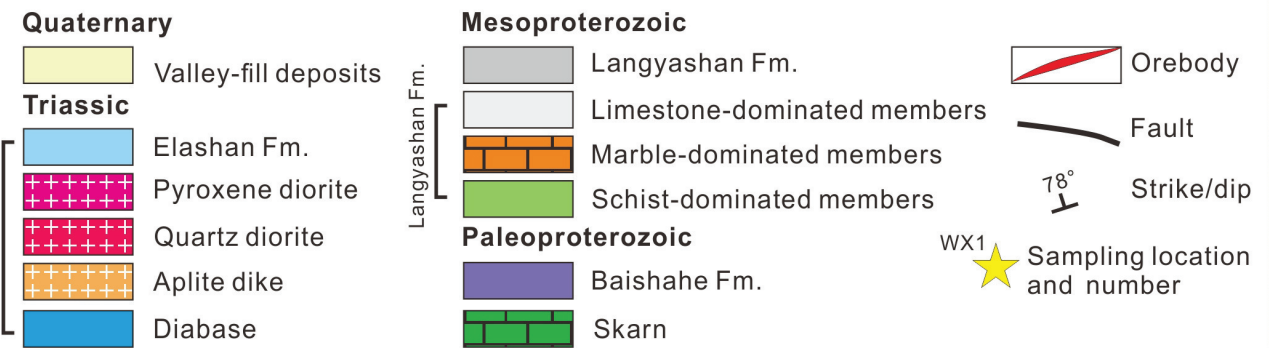 Quaternary
Valley-fill deposits
Triassic
Elashan Fm.
Pyroxene diorite
Quartz diorite
Aplite dike
Diabase
Mesoproterozoic
Langyashan Fm.
Langyashan Fm.
Limestone-dominated members
Marble-dominated members
Schist-dominated members
Paleoproterozoic
Baishahe Fm.
Skarn
Orebody
Fault
78°
Strike/dip
WX1
Sampling location
and number